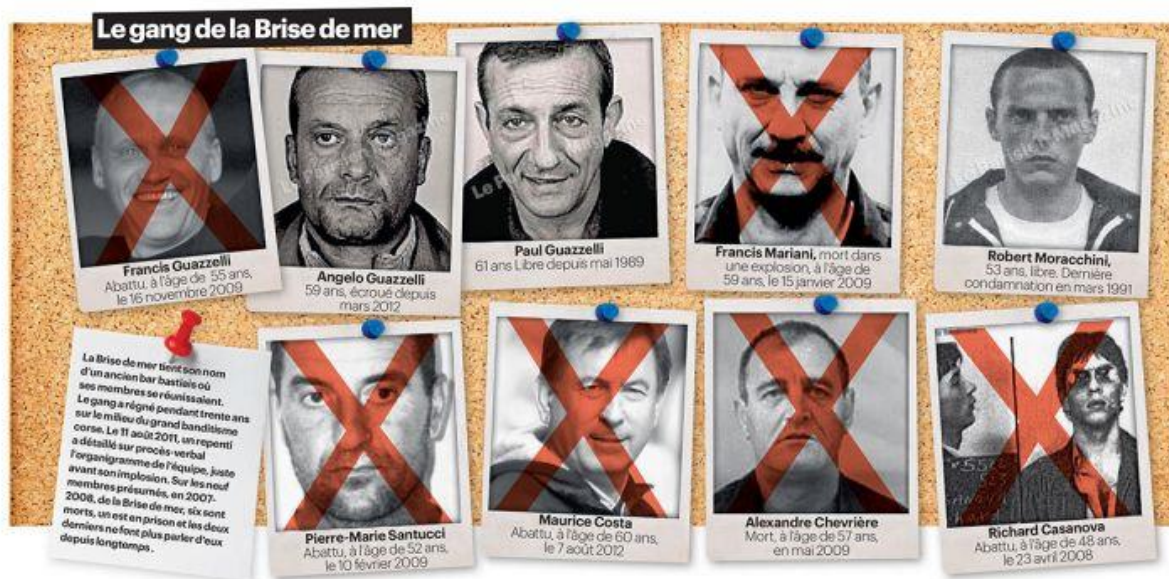 Le gang de la Brise de mer
Francis Guazzelli
Abattu, à l'âge de 55 ans,
le 16 novembre 2009
Angelo Guazzelli
59 ans, écroué depuis
mars 2012
Paul Guazzelli
61 ans Libre depuis mai 1989
Francis Mariani, mort dans
une explosion, à l'âge de
59 ans, le 15 janvier 2009
Robert Moracchini,
53 ans, libre. Dernière
condamnation en mars 1991
La Brise de mer tient son nom
d'un ancien bar bastiais où
ses membres se réunissaient.
Le gang a régné pendant trente ans
sur le milieu du grand banditisme
corse. Le 11 août 2011, un repenti
a détaillé sur procès-verbal
l'organigramme de l'équipe, juste
avant son implosion. Sur les neuf
membres présumés, en 2007-
2008, de la Brise de mer, six sont
morts, un est en prison et les deux
derniers ne font plus parler d'eux
depuis longtemps.
Pierre-Marie Santucci
Abattu, à l'âge de 52 ans,
le 10 février 2009
Maurice Costa
Abattu, à l'âge de 60 ans,
le 7 août 2012
Alexandre Chevrière
Mort, à l'âge de 57 ans,
en mai 2009
Richard Casanova
Abattu, à l'âge de 48 ans,
le 23 avril 2008